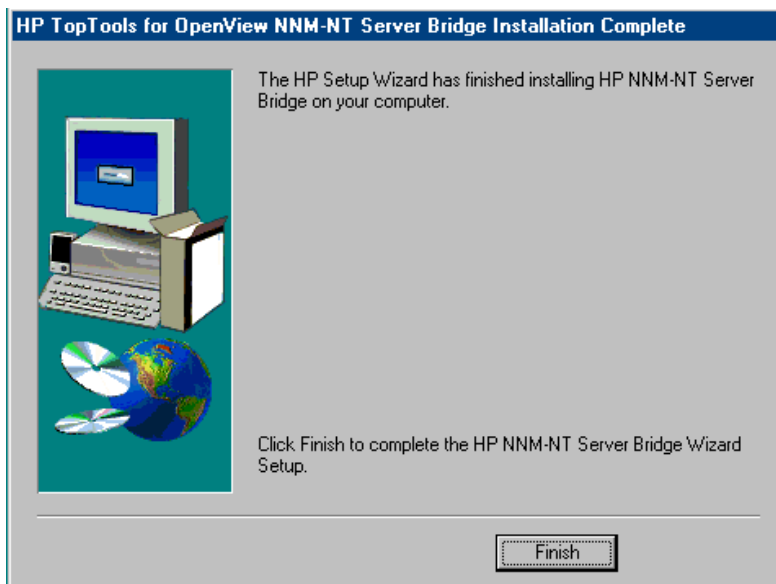 HP TopTools for OpenView NNM-NT Server Bridge Installation Complete
The HP Setup Wizard has finished installing HP NNM-NT Server
Bridge on your computer.
Click Finish to complete the HP NNM-NT Server Bridge Wizard
Setup.
Finish